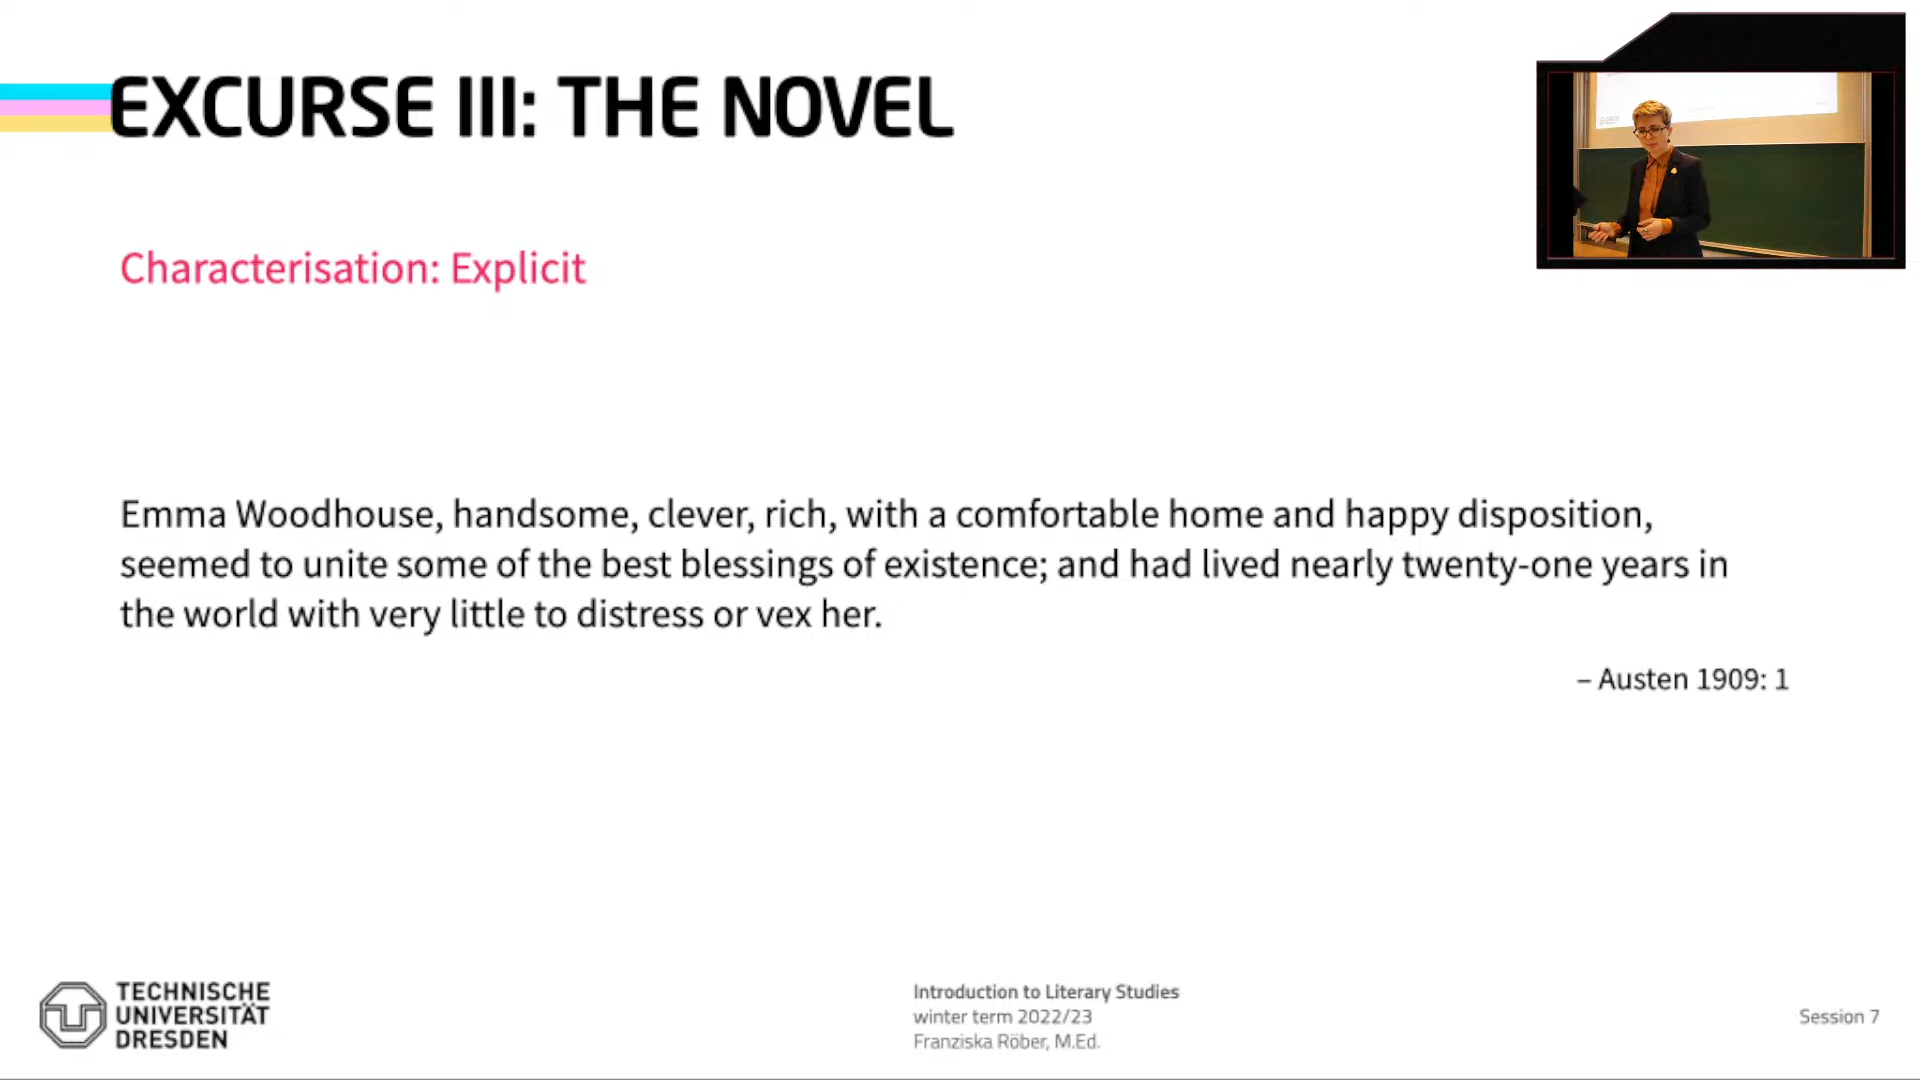 EXCURSE III: THE NOVEL
Characterisation: Explicit
Emma Woodhouse, handsome, clever, rich, with a comfortable home and happy disposition,
seemed to unite some of the best blessings of existence; and had lived nearly twenty-one years in
the world with very little to distress or vex her.
– Austen 1909: 1
TECHNISCHE
UNIVERSITÄT
DRESDEN
Introduction to Literary Studies
winter term 2022/23
Franziska Röber, M.Ed.
Session 7